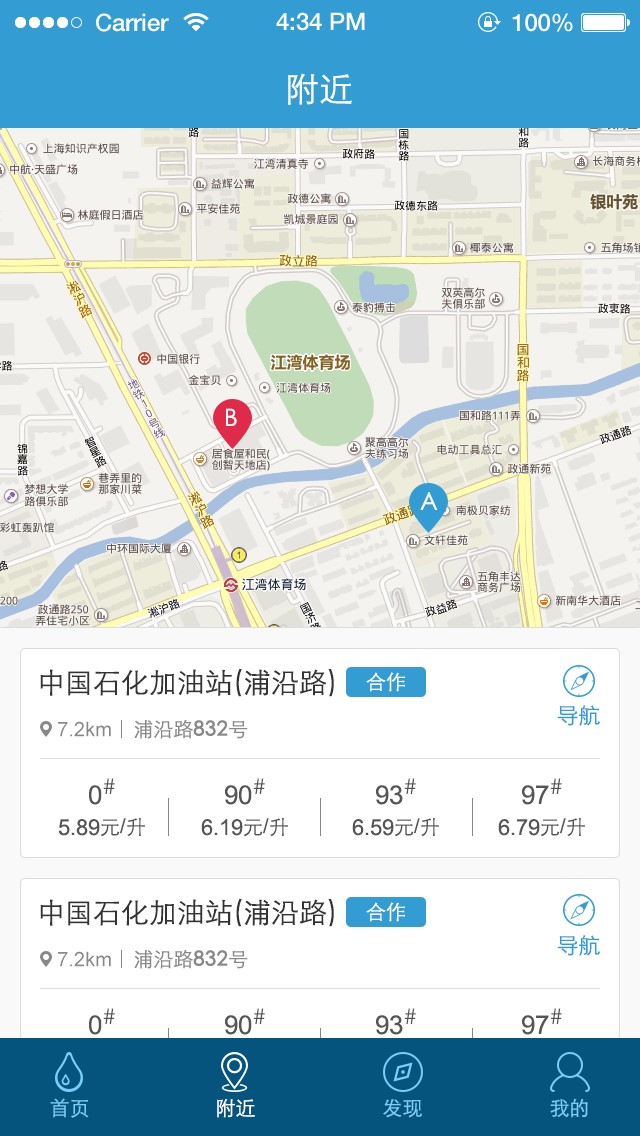 Carrier 4:34 PM 100%
附近
上海知识产权园
中航·天盛广场
路
江湾清真寺
政府路
国栋路
和路
长海商务
益辉公寓
林庭假日酒店
平安佳苑
政德公寓
凯城景庭园
政德东路
银叶苑
椰泰公寓
五角场镇
政立路
淞沪路
泰豹搏击
双英高尔
夫俱乐部
政衷路
国和路
中国银行
江湾体育场
金宝贝
江湾体育场
路
地铁10号线
B
国和路111弄
锦嘉路
智星路
居食屋和民(
创智天地店)
聚高高尔
夫练习场
电动工具总汇
政通路
政通新苑
巷弄里的
那家川菜
梦想大学
路俱乐部
淞沪路
A
政通路
南极贝家纺
彩虹轰趴馆
中环国际大厦
1
文轩佳苑
江湾体育场
五角丰达
商务广场
200
政通路250
弄住宅小区
淞沪路
国济路
政益路
新南华大酒店
中国石化加油站(浦沿路) 合作
导航
7.2km 浦沿路832号
0# 90# 93# 97#
5.89元/升 6.19元/升 6.59元/升 6.79元/升
中国石化加油站(浦沿路) 合作
导航
7.2km 浦沿路832号
0# 90# 93# 97#
首页 附近 发现 我的